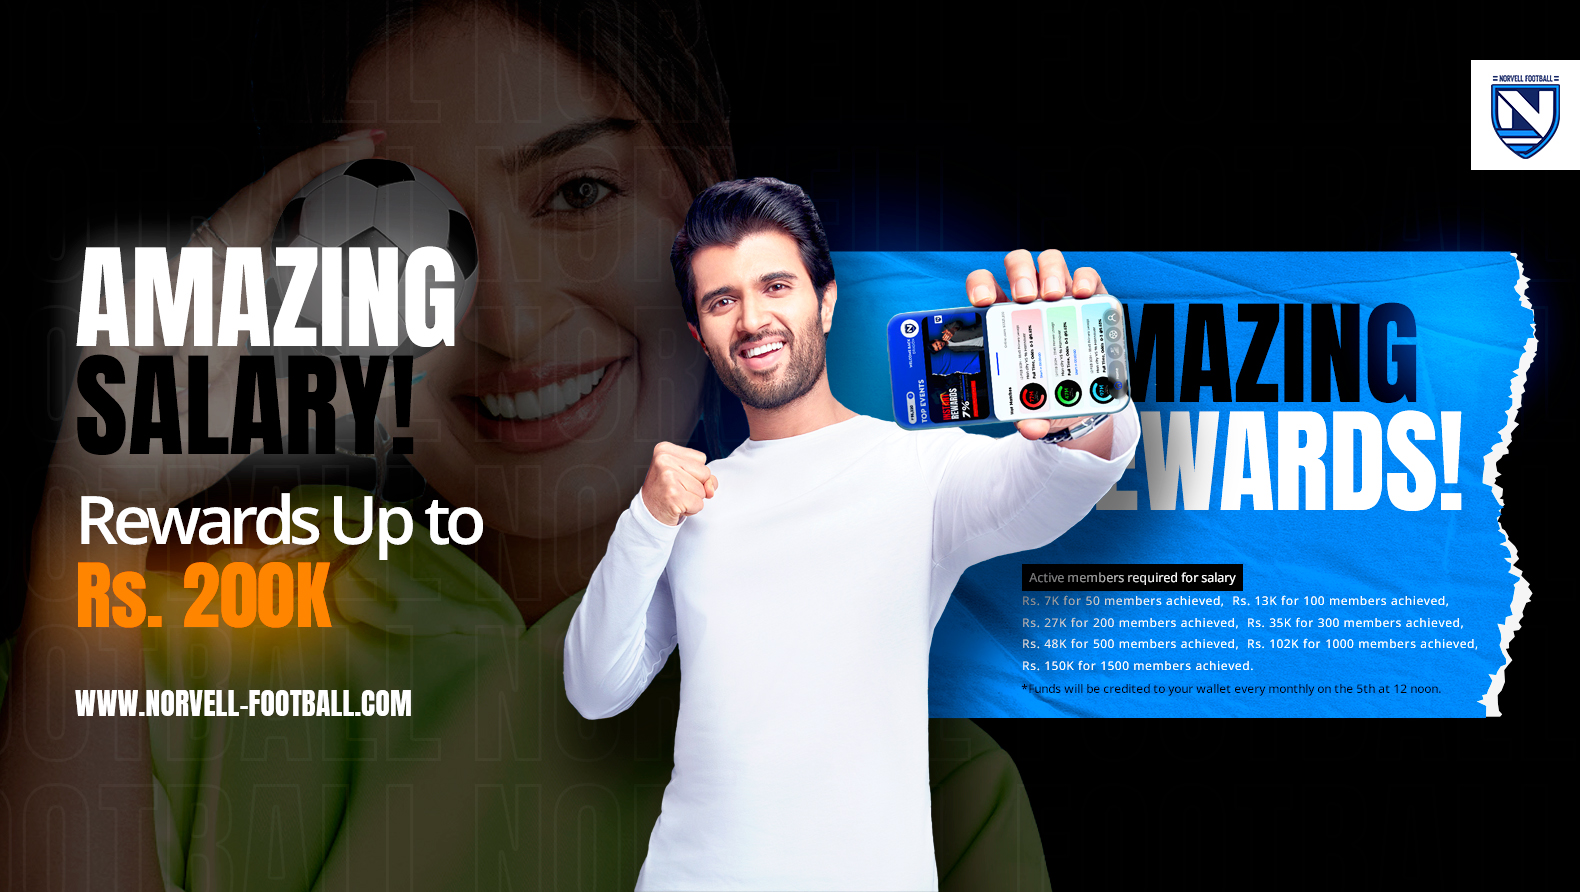 NORVELL FOOTBALL
N
AMAZING
SALARY!
Rewards Up to
Rs. 200K
WWW.NORVELL-FOOTBALL.COM
TOP EVENTS
REWARDS
7%
MAZING
EWARDS!
Active members required for salary
Rs. 7K for 50 members achieved, Rs. 13K for 100 members achieved,
Rs. 27K for 200 members achieved, Rs. 35K for 300 members achieved,
Rs. 48K for 500 members achieved, Rs. 102K for 1000 members achieved,
Rs. 150K for 1500 members achieved.
*Funds will be credited to your wallet every monthly on the 5th at 12 noon.